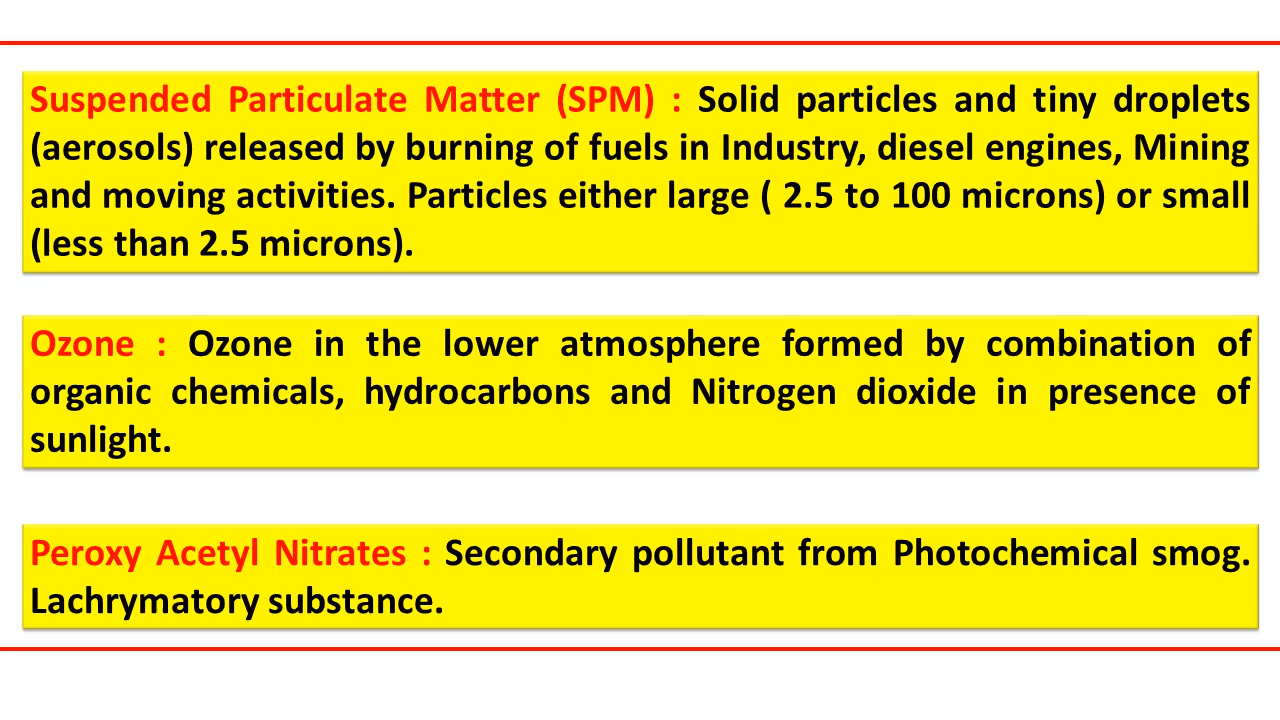 Suspended Particulate Matter (SPM) : Solid particles and tiny droplets
(aerosols) released by burning of fuels in Industry, diesel engines, Mining
and moving activities. Particles either large ( 2.5 to 100 microns) or small
(less than 2.5 microns).
Ozone : Ozone in the lower atmosphere formed by combination of
organic chemicals, hydrocarbons and Nitrogen dioxide in presence of
sunlight.
Peroxy Acetyl Nitrates : Secondary pollutant from Photochemical smog.
Lachrymatory substance.